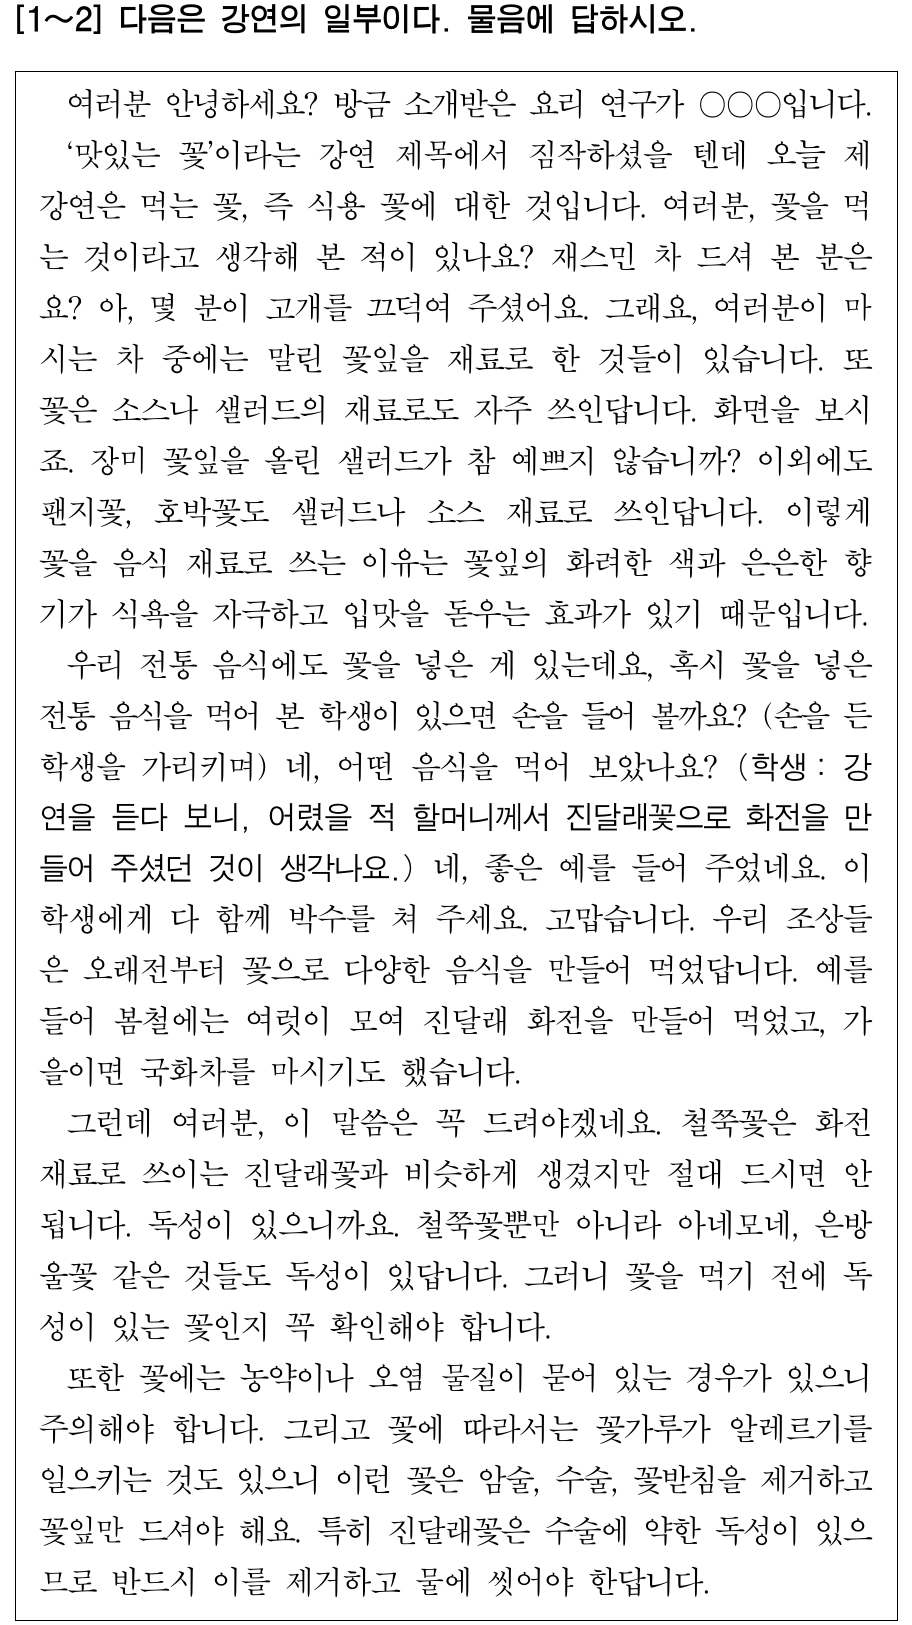 [1～2] 다음은 강연의 일부이다. 물음에 답하시오.
여러분 안녕하세요? 방금 소개받은 요리 연구가 ○○○입니다.
‘맛있는 꽃’이라는 강연 제목에서 짐작하셨을 텐데 오늘 제
강연은 먹는 꽃, 즉 식용 꽃에 대한 것입니다. 여러분, 꽃을 먹
는 것이라고 생각해 본 적이 있나요? 재스민 차 드셔 본 분은
요? 아, 몇 분이 고개를 끄덕여 주셨어요. 그래요, 여러분이 마
시는 차 중에는 말린 꽃잎을 재료로 한 것들이 있습니다. 또
꽃은 소스나 샐러드의 재료로도 자주 쓰인답니다. 화면을 보시
죠. 장미 꽃잎을 올린 샐러드가 참 예쁘지 않습니까? 이외에도
팬지꽃, 호박꽃도 샐러드나 소스 재료로 쓰인답니다. 이렇게
꽃을 음식 재료로 쓰는 이유는 꽃잎의 화려한 색과 은은한 향
기가 식욕을 자극하고 입맛을 돋우는 효과가 있기 때문입니다.
우리 전통 음식에도 꽃을 넣은 게 있는데요, 혹시 꽃을 넣은
전통 음식을 먹어 본 학생이 있으면 손을 들어 볼까요? (손을 든
학생을 가리키며) 네, 어떤 음식을 먹어 보았나요? (학생 : 강
연을 듣다 보니, 어렸을 적 할머니께서 진달래꽃으로 화전을 만
들어 주셨던 것이 생각나요.) 네, 좋은 예를 들어 주었네요. 이
학생에게 다 함께 박수를 쳐 주세요. 고맙습니다. 우리 조상들
은 오래전부터 꽃으로 다양한 음식을 만들어 먹었답니다. 예를
들어 봄철에는 여럿이 모여 진달래 화전을 만들어 먹었고, 가
을이면 국화차를 마시기도 했습니다.
그런데 여러분, 이 말씀은 꼭 드려야겠네요. 철쭉꽃은 화전
재료로 쓰이는 진달래꽃과 비슷하게 생겼지만 절대 드시면 안
됩니다. 독성이 있으니까요. 철쭉꽃뿐만 아니라 아네모네, 은방
울꽃 같은 것들도 독성이 있답니다. 그러니 꽃을 먹기 전에 독
성이 있는 꽃인지 꼭 확인해야 합니다.
또한 꽃에는 농약이나 오염 물질이 묻어 있는 경우가 있으니
주의해야 합니다. 그리고 꽃에 따라서는 꽃가루가 알레르기를
일으키는 것도 있으니 이런 꽃은 암술, 수술, 꽃받침을 제거하고
꽃잎만 드셔야 해요. 특히 진달래꽃은 수술에 약한 독성이 있으
므로 반드시 이를 제거하고 물에 씻어야 한답니다.